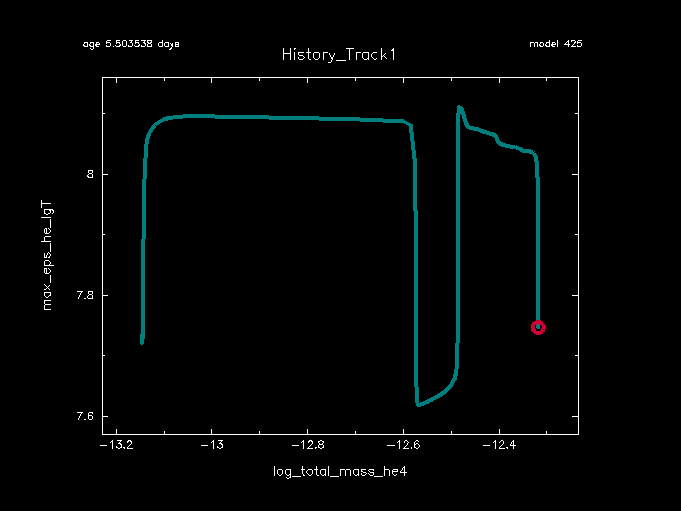 age 5.503538 days
model 425
History_Track1
8
7.8
7.6
max_eps_he_lgT
−13.2
−13
−12.8
−12.6
−12.4
log_total_mass_he4